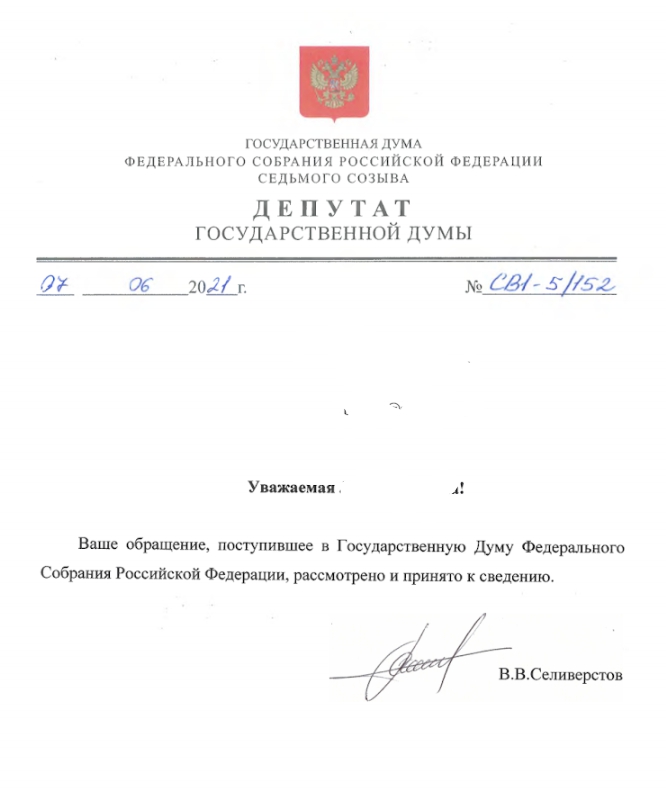 ГОСУДАРСТВЕННАЯ ДУМА
ФЕДЕРАЛЬНОГО СОБРАНИЯ РОССИЙСКОЙ ФЕДЕРАЦИИ
СЕДЬМОГО СОЗЫВА
ДЕПУТАТ
ГОСУДАРСТВЕННОЙ ДУМЫ
07 06 2021 г. № СВ1-5/152
Уважаемая !
Ваше обращение, поступившее в Государственную Думу Федерального
Собрания Российской Федерации, рассмотрено и принято к сведению.
В.В.Селиверстов